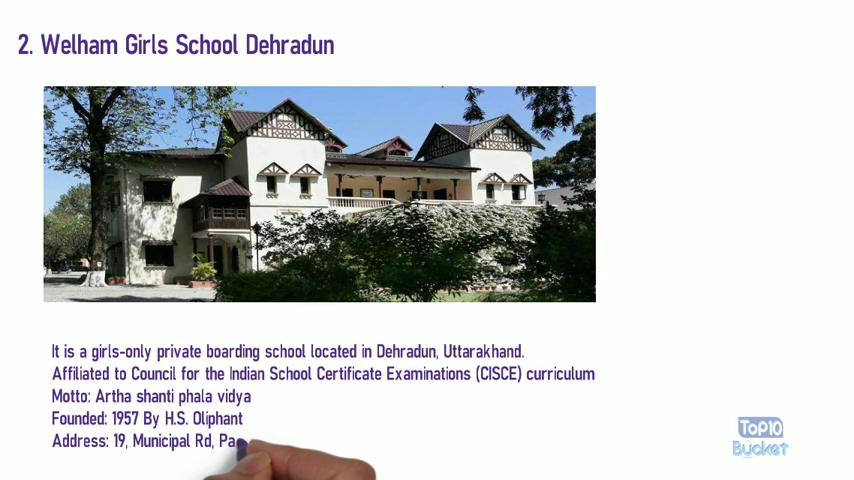 2. Welham Girls School Dehradun
It is a girls-only private boarding school located in Dehradun, Uttarakhand.
Affiliated to Council for the Indian School Certificate Examinations (CISCE) curriculum
Motto: Artha shanti phala vidya
Founded: 1957 By H.S. Oliphant
Address: 19, Municipal Rd, Pa
Top10
Bucket